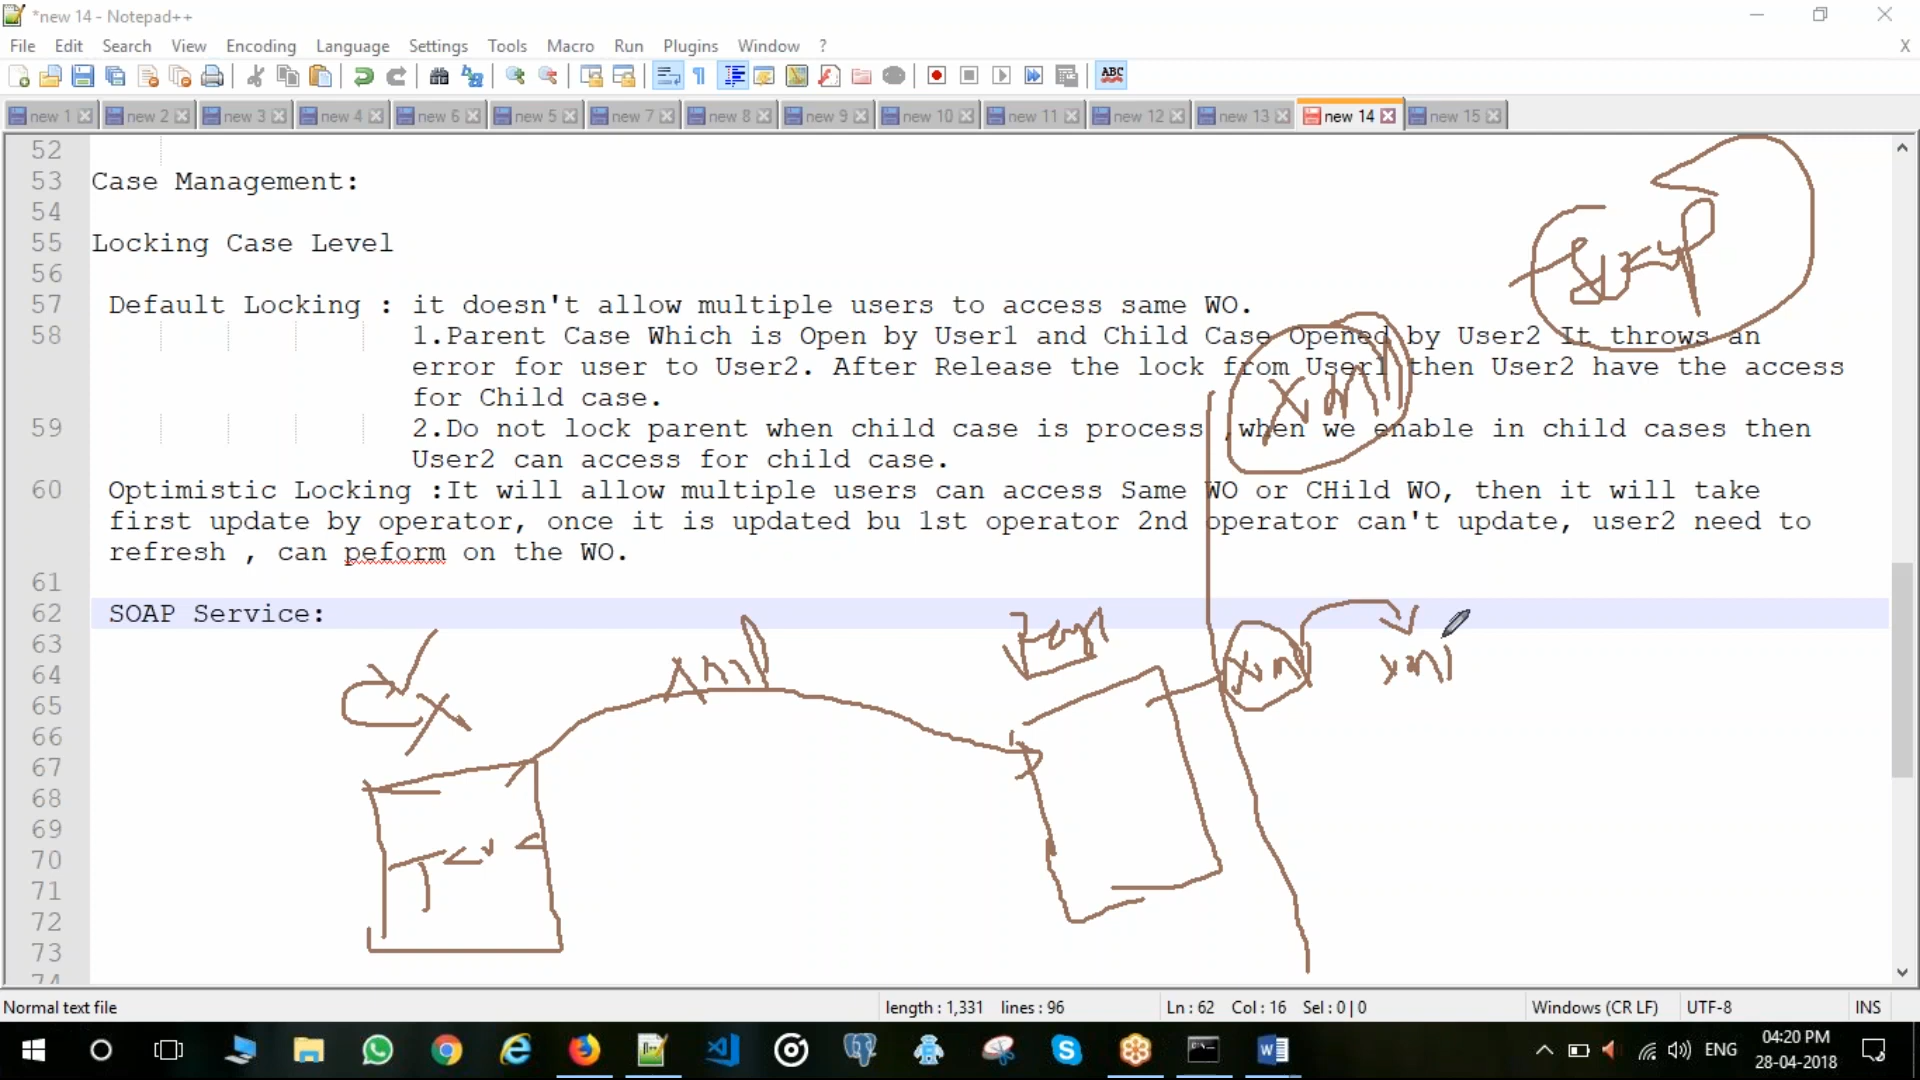 *new 14 - Notepad++
File Edit Search View Encoding Language Settings Tools Macro Run Plugins Window ? X
ABC
new 1 new 2 new 3 new 4 new 6 new 5 new 7 new 8 new 9 new 10 new 11 new 12 new 13 new 14 new 15
52
53 Case Management:
54
55 Locking Case Level
56
57 Default Locking : it doesn't allow multiple users to access same WO.
58 1.Parent Case Which is Open by User1 and Child Case Opened by User2 It throws an
error for user to User2. After Release the lock from User1 then User2 have the access
for Child case.
59 2.Do not lock parent when child case is process ,when we enable in child cases then
User2 can access for child case.
60 Optimistic Locking :It will allow multiple users can access Same WO or CHild WO, then it will take
first update by operator, once it is updated bu 1st operator 2nd operator can't update, user2 need to
refresh , can peform on the WO.
61
62 SOAP Service:
63
64
65
66
67
68
69
70
71
72
73
74
xml
xml
xml
xml
Normal text file length : 1,331 lines : 96 Ln : 62 Col : 16 Sel : 0 | 0 Windows (CR LF) UTF-8 INS
ENG 04:20 PM
28-04-2018